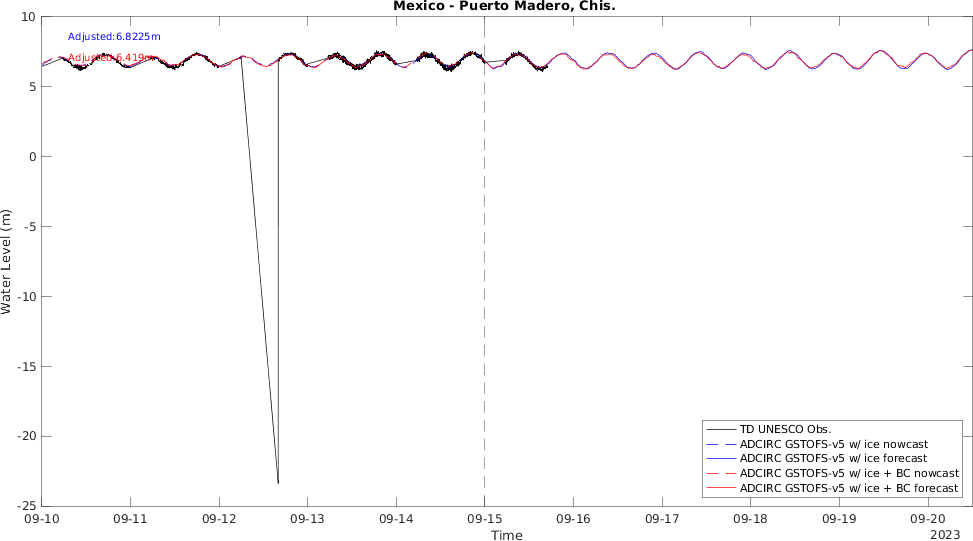 Mexico - Puerto Madero, Chis.
10
Adjusted:6.8225m
Adjusted:6.419m
5
0
-5
-10
-15
-20
-25
Water Level (m)
TD UNESCO Obs.
ADCIRC GSTOFS-v5 w/ ice nowcast
ADCIRC GSTOFS-v5 w/ ice forecast
ADCIRC GSTOFS-v5 w/ ice + BC nowcast
ADCIRC GSTOFS-v5 w/ ice + BC forecast
09-10 09-11 09-12 09-13 09-14 09-15 09-16 09-17 09-18 09-19 09-20
Time
2023